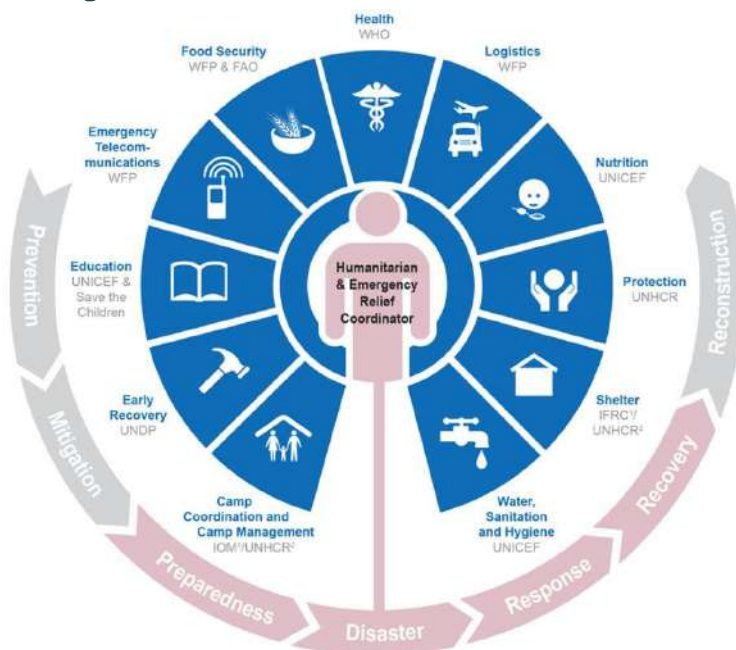 Health
WHO
Food Security
WFP & FAO
Logistics
WFP
Emergency
Telecom-
munications
WFP
Nutrition
UNICEF
Education
UNICEF &
Save the
Children
Humanitarian
& Emergency
Relief
Coordinator
Protection
UNHCR
Early
Recovery
UNDP
Shelter
IFRC¹/
UNHCR²
Camp
Coordination and
Camp Management
IOM¹/UNHCR²
Water,
Sanitation
and Hygiene
UNICEF
Prevention
Mitigation
Preparedness
Disaster
Response
Recovery
Reconstruction